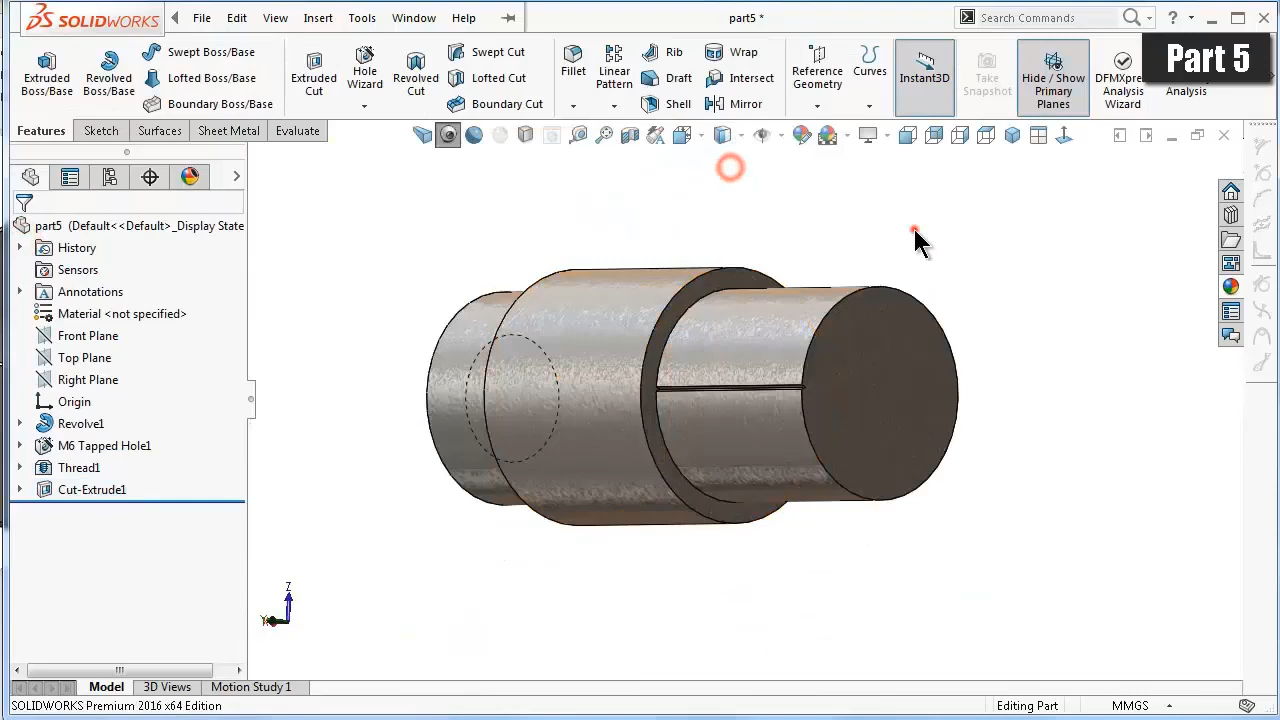 SOLIDWORKS
File Edit View Insert Tools Window Help
part5 *
Search Commands
Part 5
Extruded Boss/Base
Revolved Boss/Base
Swept Boss/Base
Lofted Boss/Base
Boundary Boss/Base
Extruded Cut
Hole Wizard
Revolved Cut
Swept Cut
Lofted Cut
Boundary Cut
Fillet
Linear Pattern
Rib
Draft
Shell
Wrap
Intersect
Mirror
Reference Geometry
Curves
Instant3D
Take Snapshot
Hide / Show Primary Planes
DFMXpress Analysis Wizard
Analysis
Features Sketch Surfaces Sheet Metal Evaluate
part5 (Default<<Default>_Display State
History
Sensors
Annotations
Material <not specified>
Front Plane
Top Plane
Right Plane
Origin
Revolve1
M6 Tapped Hole1
Thread1
Cut-Extrude1
Z
Y
Model 3D Views Motion Study 1
SOLIDWORKS Premium 2016 x64 Edition
Editing Part
MMGS